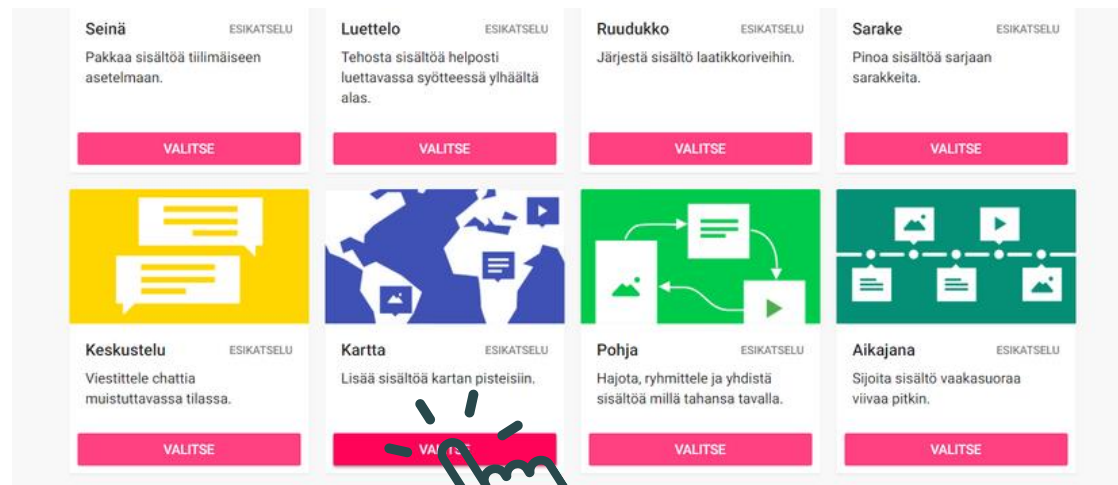 Seinä ESIKATSELU
Pakkaa sisältöä tiilimäiseen
asetelmaan.
VALITSE
Luettelo ESIKATSELU
Tehosta sisältöä helposti
luettavassa syötteessä ylhäältä
alas.
VALITSE
Ruudukko ESIKATSELU
Järjestä sisältö laatikkoriveihin.
VALITSE
Sarake ESIKATSELU
Pinoa sisältöä sarjaan
sarakkeita.
VALITSE
Keskustelu ESIKATSELU
Viestittele chattia
muistuttavassa tilassa.
VALITSE
Kartta ESIKATSELU
Lisää sisältöä kartan pisteisiin.
VALITSE
Pohja ESIKATSELU
Hajota, ryhmittele ja yhdistä
sisältöä millä tahansa tavalla.
VALITSE
Aikajana ESIKATSELU
Sijoita sisältö vaakasuoraa
viivaa pitkin.
VALITSE